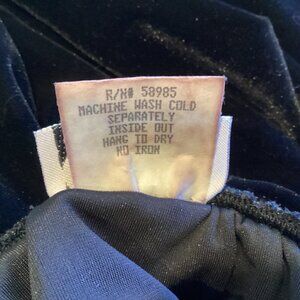 R/N# 58985
MACHINE WASH COLD
SEPARATELY
INSIDE OUT
HANG TO DRY
NO IRON